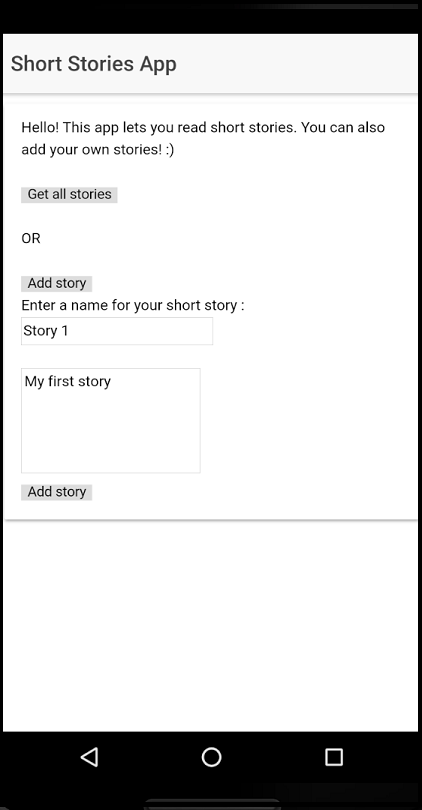 Short Stories App
Hello! This app lets you read short stories. You can also
add your own stories! :)
Get all stories
OR
Add story
Enter a name for your short story :
Story 1
My first story
Add story